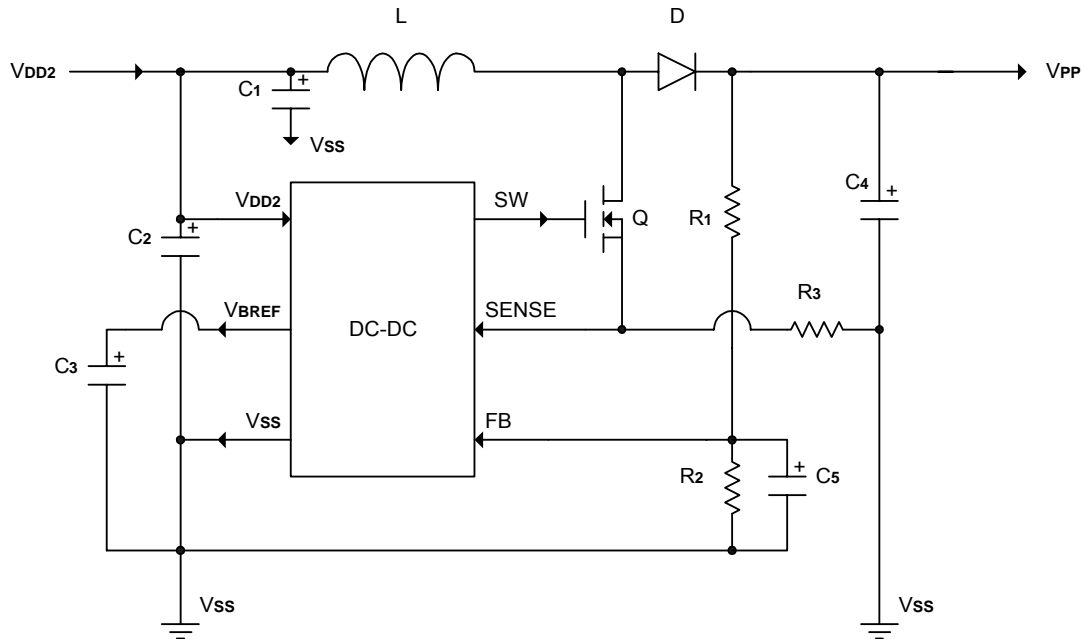 L
D
VDD2
C1
+
VSS
VPP
VDD2
SW
Q
R1
C4
+
C2
+
VBREF
DC-DC
SENSE
R3
C3
+
VSS
FB
R2
+
C5
VSS
VSS